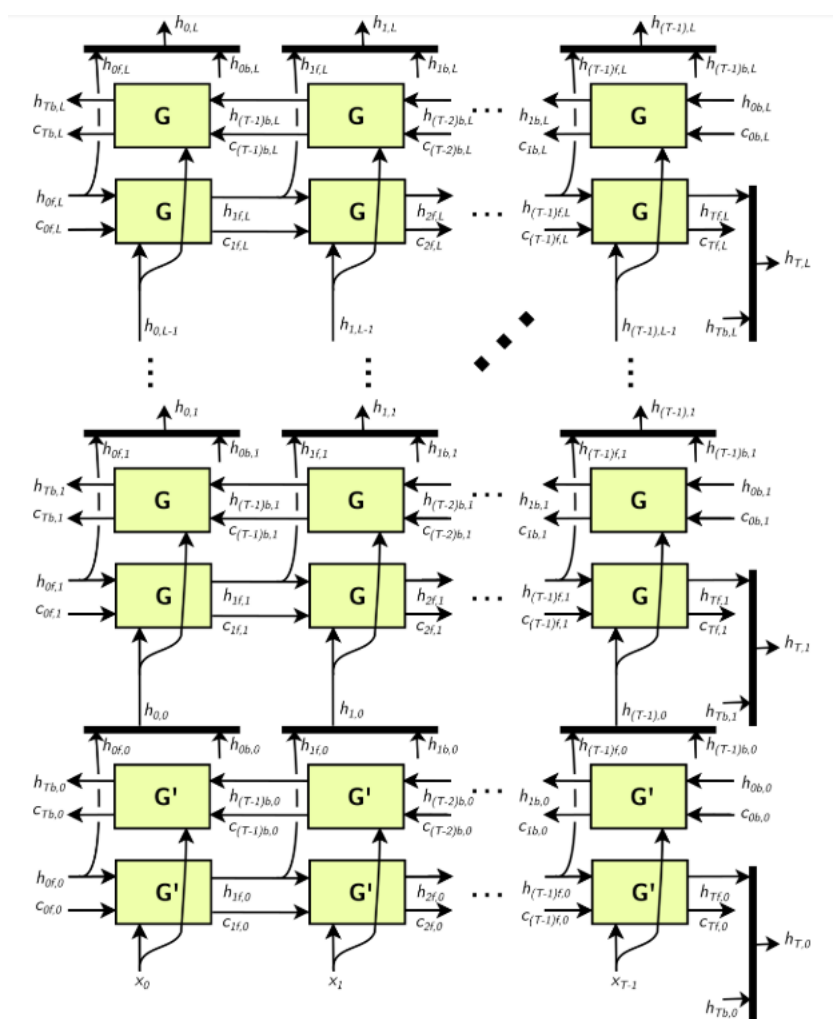 h0,L h1,L h(T-1),L
h0f,L h0b,L h1f,L h1b,L h(T-1)f,L h(T-1)b,L
hTb,L G h(T-1)b,L G h(T-2)b,L ... h1b,L G h0b,L
cTb,L c(T-1)b,L c(T-2)b,L c1b,L c0b,L
h0f,L G h1f,L G h2f,L ... h(T-1)f,L G hTf,L
c0f,L c1f,L c2f,L c(T-1)f,L cTf,L
hT,L
h0,L-1 h1,L-1 h(T-1),L-1 hTb,L
h0,1 h1,1 h(T-1),1
h0f,1 h0b,1 h1f,1 h1b,1 h(T-1)f,1 h(T-1)b,1
hTb,1 G h(T-1)b,1 G h(T-2)b,1 ... h1b,1 G h0b,1
cTb,1 c(T-1)b,1 c(T-2)b,1 c1b,1 c0b,1
h0f,1 G h1f,1 G h2f,1 ... h(T-1)f,1 G hTf,1
c0f,1 c1f,1 c2f,1 c(T-1)f,1 cTf,1
hT,1
h0,0 h1,0 h(T-1),0 hTb,1
h0f,0 h0b,0 h1f,0 h1b,0 h(T-1)f,0 h(T-1)b,0
hTb,0 G' h(T-1)b,0 G' h(T-2)b,0 ... h1b,0 G' h0b,0
cTb,0 c(T-1)b,0 c(T-2)b,0 c1b,0 c0b,0
h0f,0 G' h1f,0 G' h2f,0 ... h(T-1)f,0 G' hTf,0
c0f,0 c1f,0 c2f,0 c(T-1)f,0 cTf,0
hT,0
x0 x1 xT-1 hTb,0